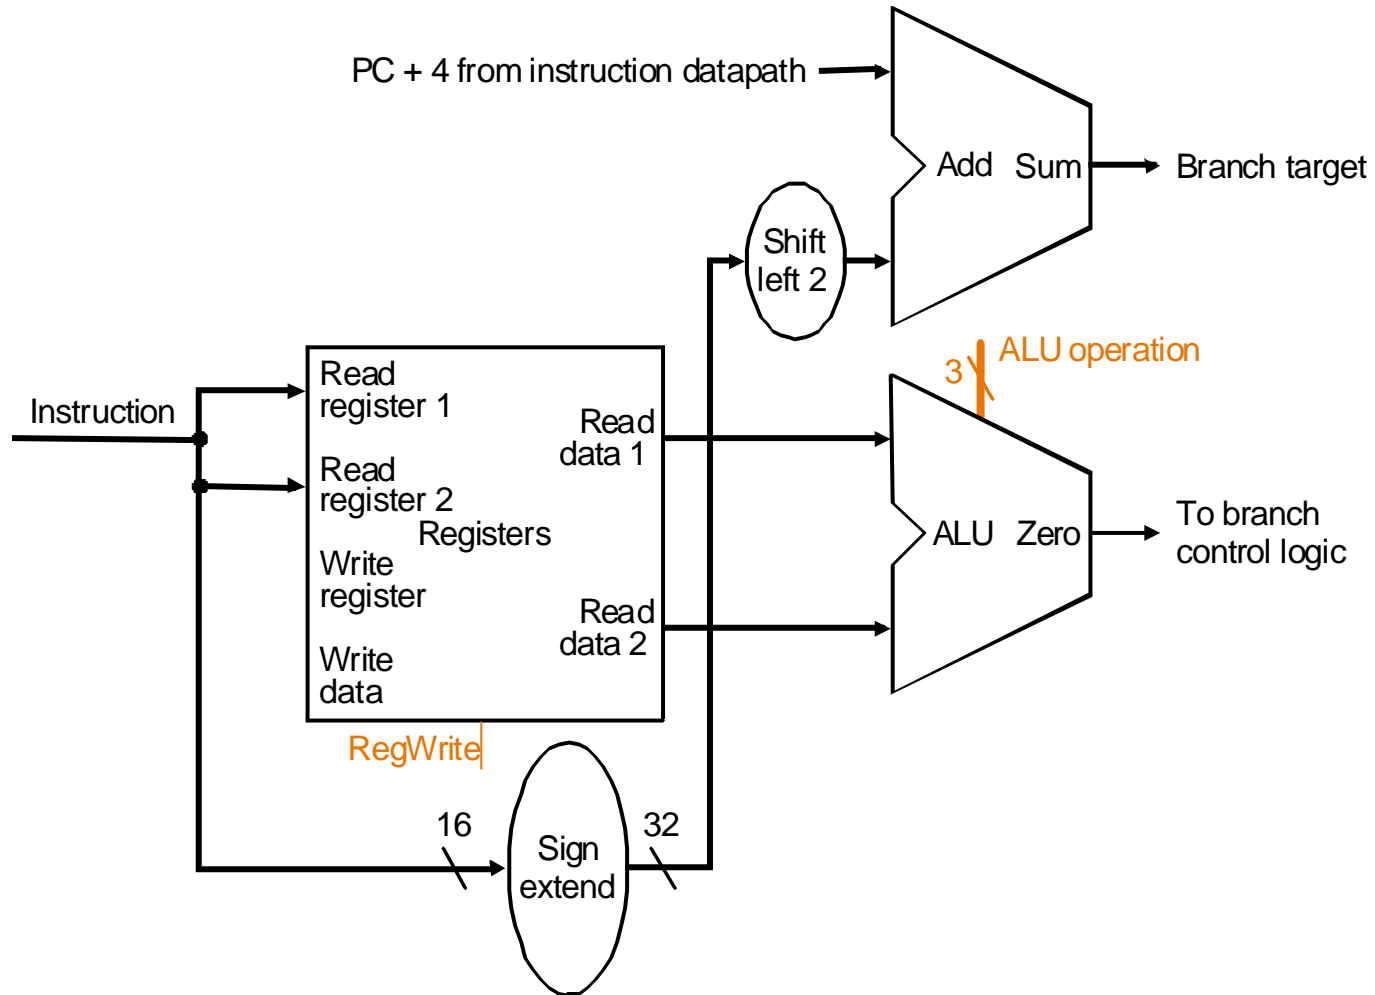 PC + 4 from instruction datapath
Add Sum
Branch target
Shift
left 2
ALU operation
3
Instruction
Read
register 1
Read
data 1
Read
register 2
Registers
ALU Zero
To branch
control logic
Write
register
Read
data 2
Write
data
RegWrite
16
32
Sign
extend